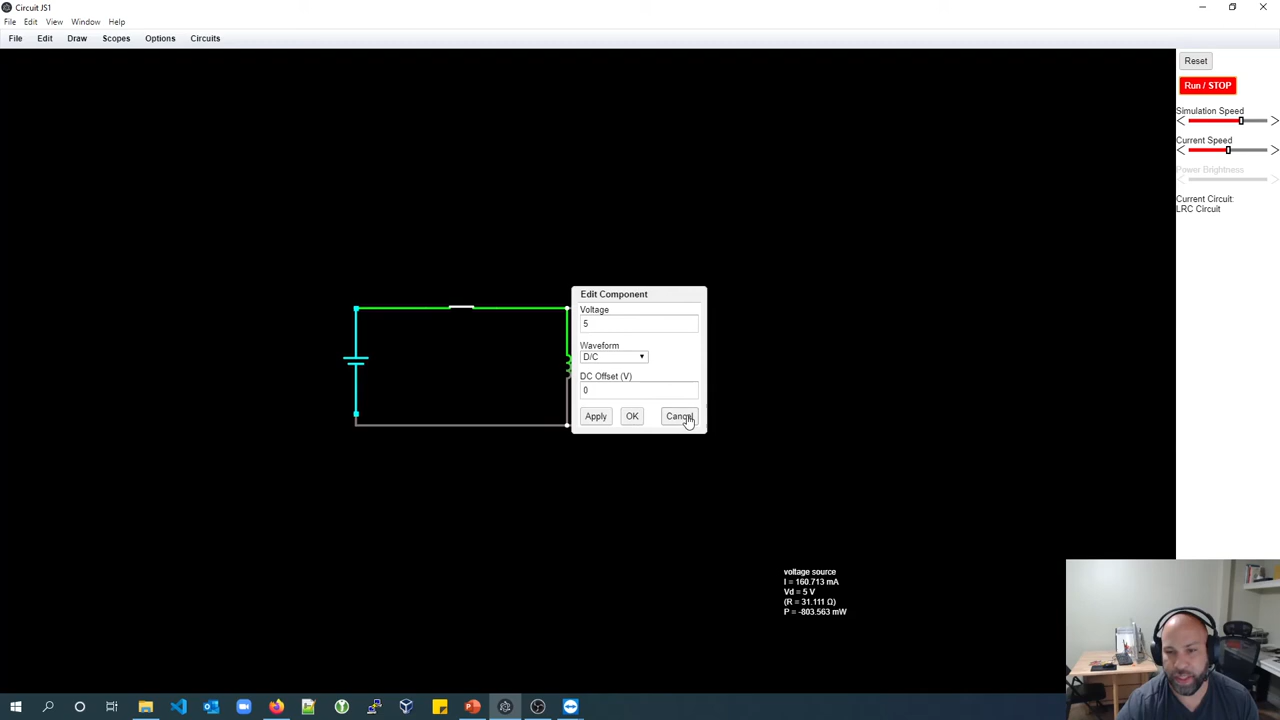 Circuit JS1
File Edit View Window Help
File Edit Draw Scopes Options Circuits
Reset
Run / STOP
Simulation Speed
Current Speed
Power Brightness
Current Circuit:
LRC Circuit
Edit Component
Voltage
5
Waveform
D/C
DC Offset (V)
0
Apply OK Cancel
voltage source
I = 160.713 mA
Vd = 5 V
(R = 31.111 Ω)
P = -803.563 mW